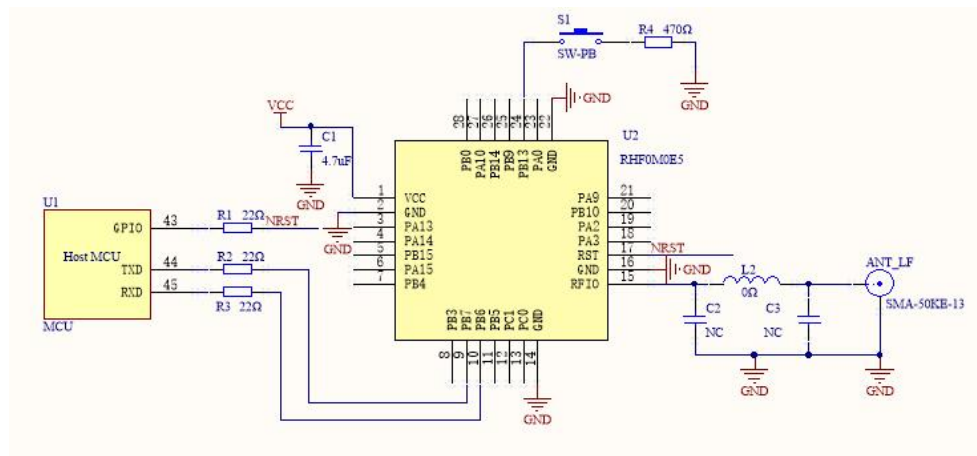 S1
SW-PB
R4 470Ω
GND
VCC
C1
4.7uF
GND
28 27 26 25 24 23 22
PB0 PA10 PB14 PB9 PB13 PA0 GND
GND
U2
RHF0M0E5
U1
GPIO 43
Host MCU
TXD 44
RXD 45
MCU
R1 22Ω
NRST
R2 22Ω
R3 22Ω
GND
1 VCC
2 GND
3 PA13
4 PA14
5 PB15
6 PA15
7 PB4
PA9 21
PB10 20
PA2 19
PA3 18
RST 17
GND 16
RFIO 15
NRST
GND
PB3 PB7 PB6 PB5 PC1 PC0 GND
8 9 10 11 12 13 14
GND
L2
0Ω
C2
NC
C3
NC
ANT_LF
SMA-50KE-13
GND
GND